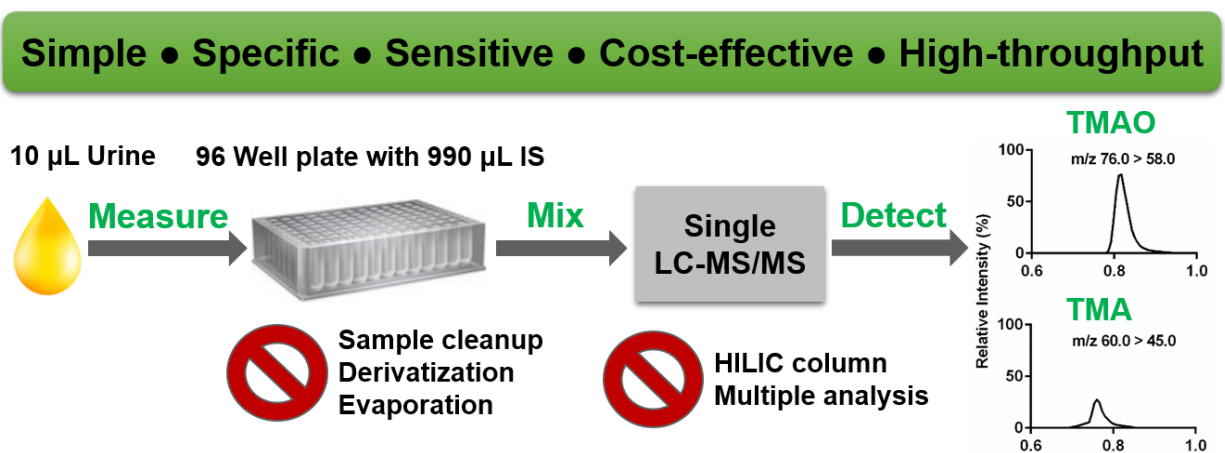 Simple ● Specific ● Sensitive ● Cost-effective ● High-throughput
10 µL Urine
96 Well plate with 990 µL IS
Measure
Mix
Single
LC-MS/MS
Detect
Sample cleanup
Derivatization
Evaporation
HILIC column
Multiple analysis
Relative Intensity (%)
TMAO
m/z 76.0 > 58.0
100
50
0
0.6
0.8
1.0
TMA
m/z 60.0 > 45.0
100
50
0
0.6
0.8
1.0